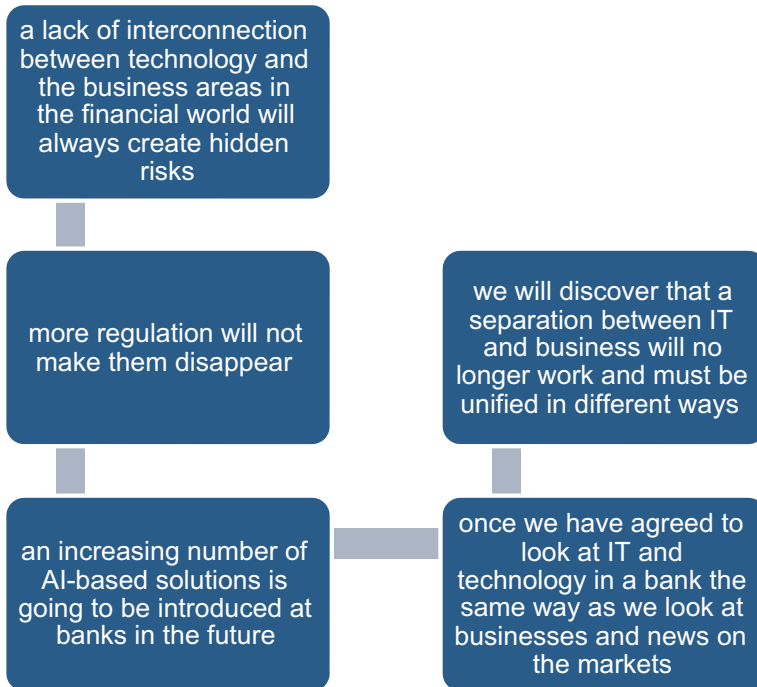 a lack of interconnection
between technology and
the business areas in
the financial world will
always create hidden
risks
more regulation will not
make them disappear
an increasing number of
AI-based solutions is
going to be introduced at
banks in the future
once we have agreed to
look at IT and
technology in a bank the
same way as we look at
businesses and news on
the markets
we will discover that a
separation between IT
and business will no
longer work and must be
unified in different ways